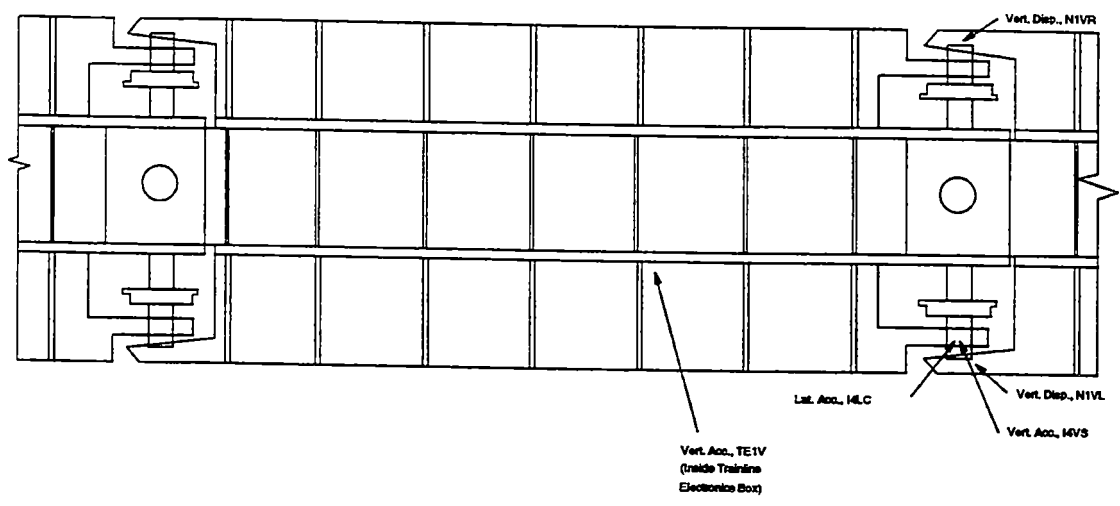 Vert. Disp., N1VR
Lat. Acc., I4LC
Vert. Disp., N1VL
Vert. Acc., I4VS
Vert. Acc., TE1V
(Inside Trainline
Electronics Box)